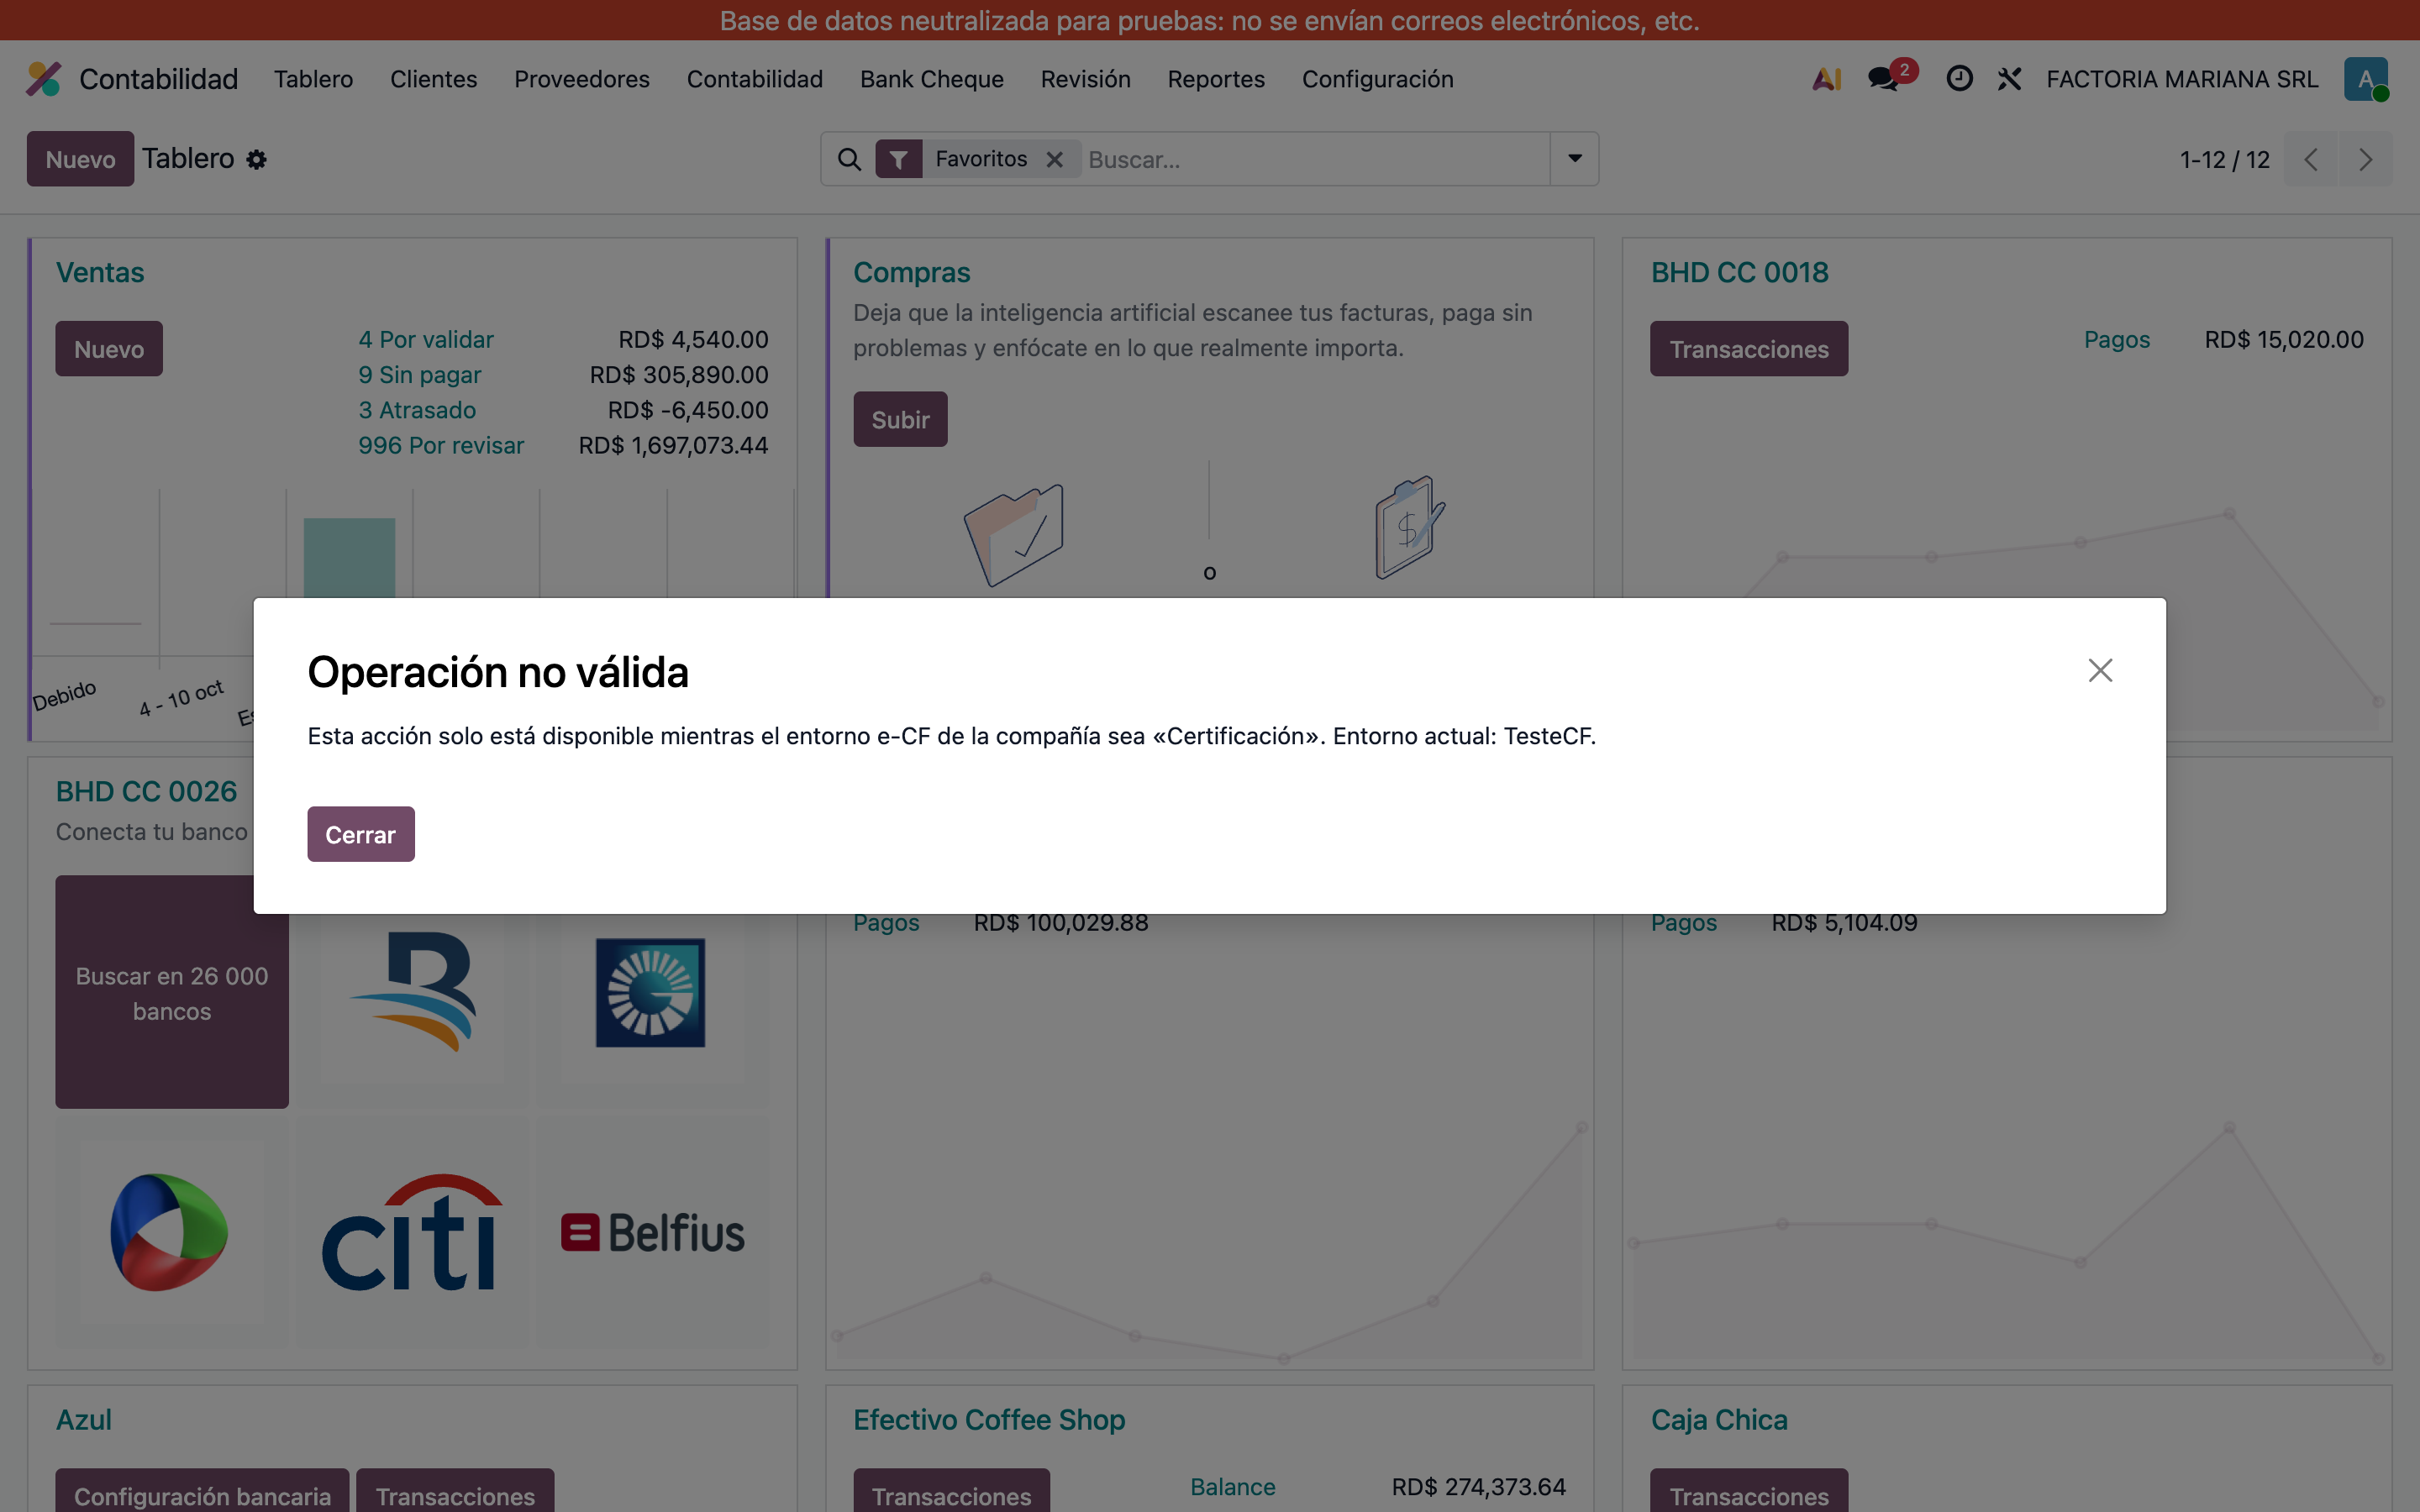 Base de datos neutralizada para pruebas: no se envían correos electrónicos, etc.
Contabilidad Tablero Clientes Proveedores Contabilidad Bank Cheque Revisión Reportes Configuración AI 2 FACTORIA MARIANA SRL A
Nuevo Tablero Favoritos Buscar... 1-12 / 12
Ventas
Nuevo
4 Por validar RD$ 4,540.00
9 Sin pagar RD$ 305,890.00
3 Atrasado RD$ -6,450.00
996 Por revisar RD$ 1,697,073.44
Debido
4 - 10 oct
Compras
Deja que la inteligencia artificial escanee tus facturas, paga sin
problemas y enfócate en lo que realmente importa.
Subir
$
o
BHD CC 0018
Transacciones
Pagos RD$ 15,020.00
Operación no válida
Esta acción solo está disponible mientras el entorno e-CF de la compañía sea «Certificación». Entorno actual: TesteCF.
Cerrar
BHD CC 0026
Conecta tu banco
Buscar en 26 000
bancos
B
citi
Belfius
Pagos RD$ 100,029.88
Pagos RD$ 5,104.09
Azul
Configuración bancaria Transacciones
Efectivo Coffee Shop
Transacciones
Balance RD$ 274,373.64
Caja Chica
Transacciones